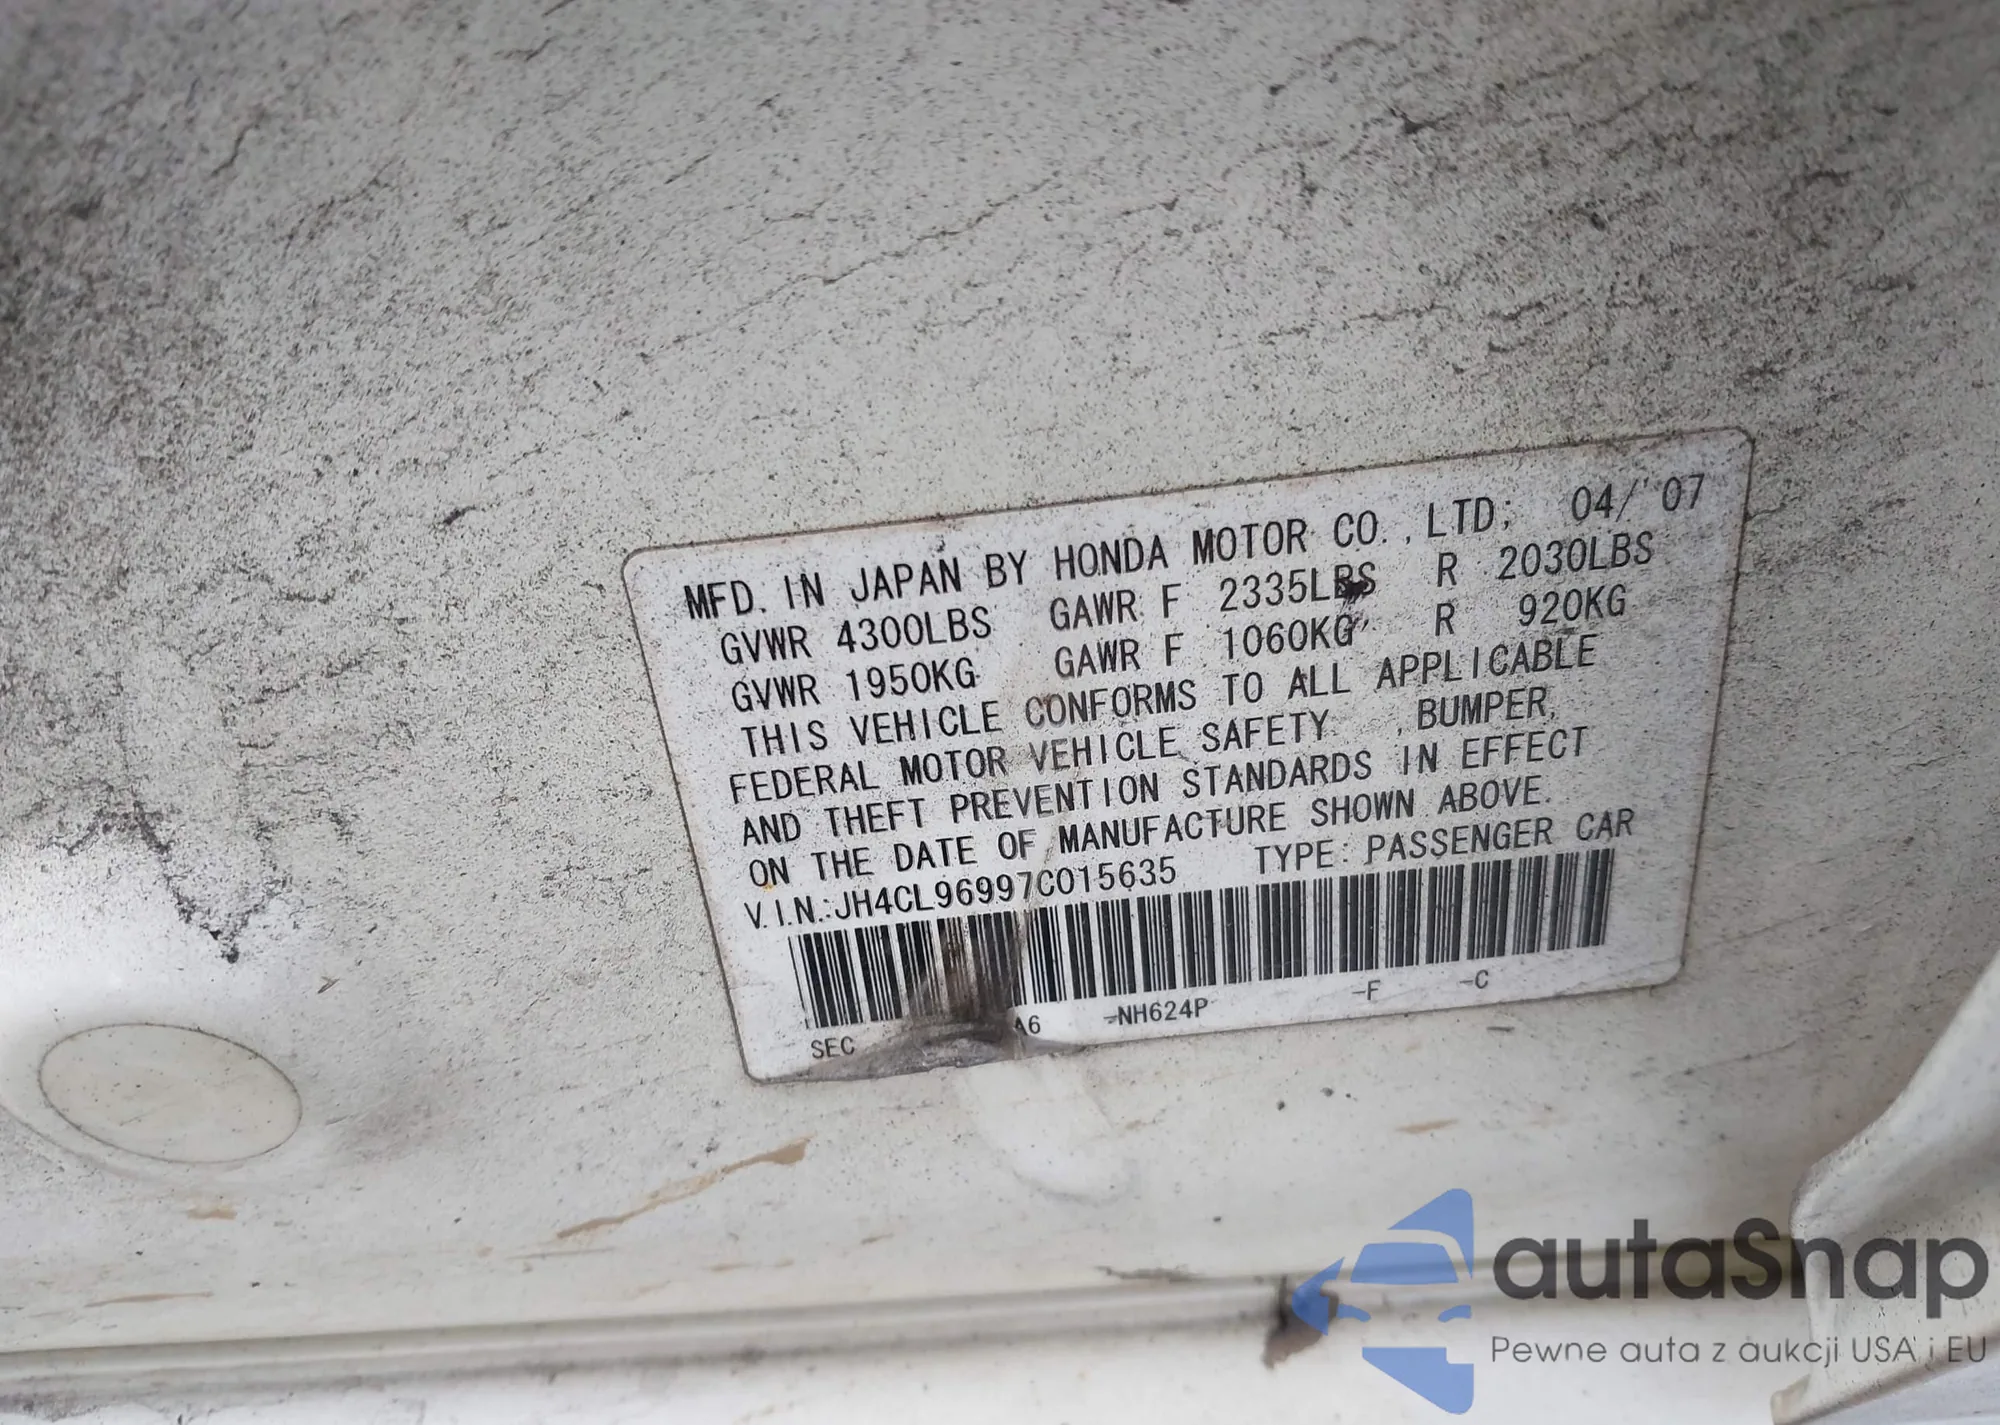 MFD. IN JAPAN BY HONDA MOTOR CO.,LTD; 04/'07
GVWR 4300LBS GAWR F 2335LBS R 2030LBS
GVWR 1950KG GAWR F 1060KG R 920KG
THIS VEHICLE CONFORMS TO ALL APPLICABLE
FEDERAL MOTOR VEHICLE SAFETY ,BUMPER,
AND THEFT PREVENTION STANDARDS IN EFFECT
ON THE DATE OF MANUFACTURE SHOWN ABOVE.
V.I.N.:JH4CL96997C015635 TYPE: PASSENGER CAR
SEC A6 -NH624P -F -C
autaSnap
Pewne auta z aukcji USA i EU